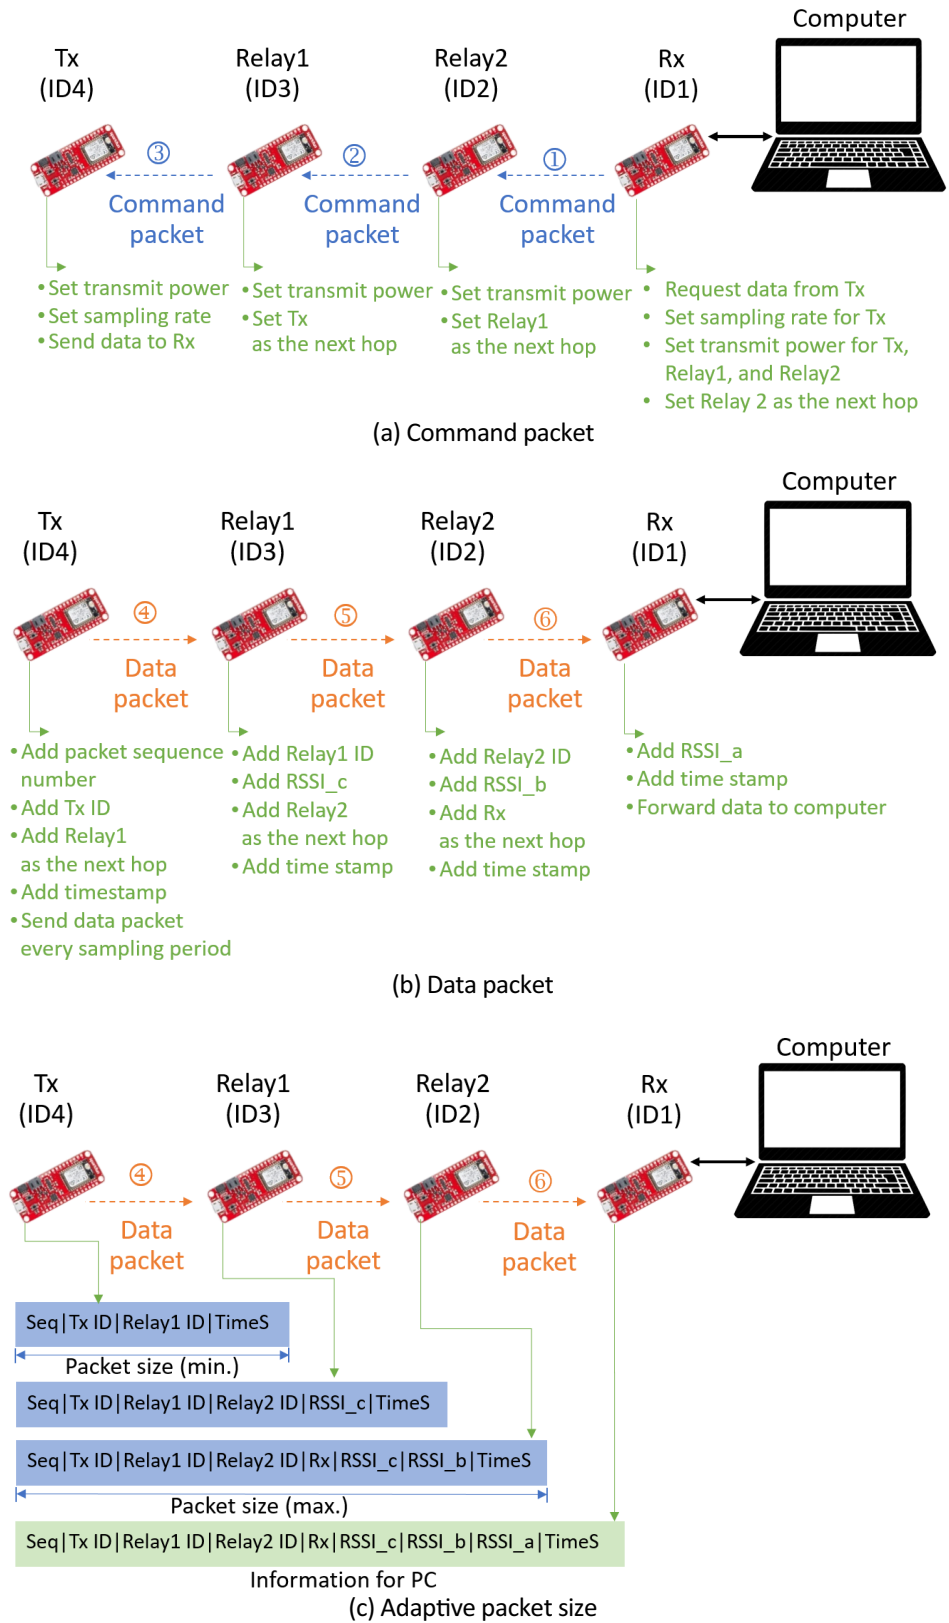 Computer
Tx
(ID4)
Relay1
(ID3)
Relay2
(ID2)
Rx
(ID1)
③
②
①
Command
packet
Command
packet
Command
packet
• Set transmit power
• Set sampling rate
• Send data to Rx
• Set transmit power
• Set Tx
as the next hop
• Set transmit power
• Set Relay1
as the next hop
• Request data from Tx
• Set sampling rate for Tx
• Set transmit power for Tx,
Relay1, and Relay2
• Set Relay 2 as the next hop
(a) Command packet
Computer
Tx
(ID4)
Relay1
(ID3)
Relay2
(ID2)
Rx
(ID1)
④
⑤
⑥
Data
packet
Data
packet
Data
packet
• Add packet sequence
number
• Add Tx ID
• Add Relay1
as the next hop
• Add timestamp
• Send data packet
every sampling period
• Add Relay1 ID
• Add RSSI_c
• Add Relay2
as the next hop
• Add time stamp
• Add Relay2 ID
• Add RSSI_b
• Add Rx
as the next hop
• Add time stamp
• Add RSSI_a
• Add time stamp
• Forward data to computer
(b) Data packet
Computer
Tx
(ID4)
Relay1
(ID3)
Relay2
(ID2)
Rx
(ID1)
④
⑤
⑥
Data
packet
Data
packet
Data
packet
Seq|Tx ID|Relay1 ID|TimeS
Packet size (min.)
Seq|Tx ID|Relay1 ID|Relay2 ID|RSSI_c|TimeS
Seq|Tx ID|Relay1 ID|Relay2 ID|Rx|RSSI_c|RSSI_b|TimeS
Packet size (max.)
Seq|Tx ID|Relay1 ID|Relay2 ID|Rx|RSSI_c|RSSI_b|RSSI_a|TimeS
Information for PC
(c) Adaptive packet size